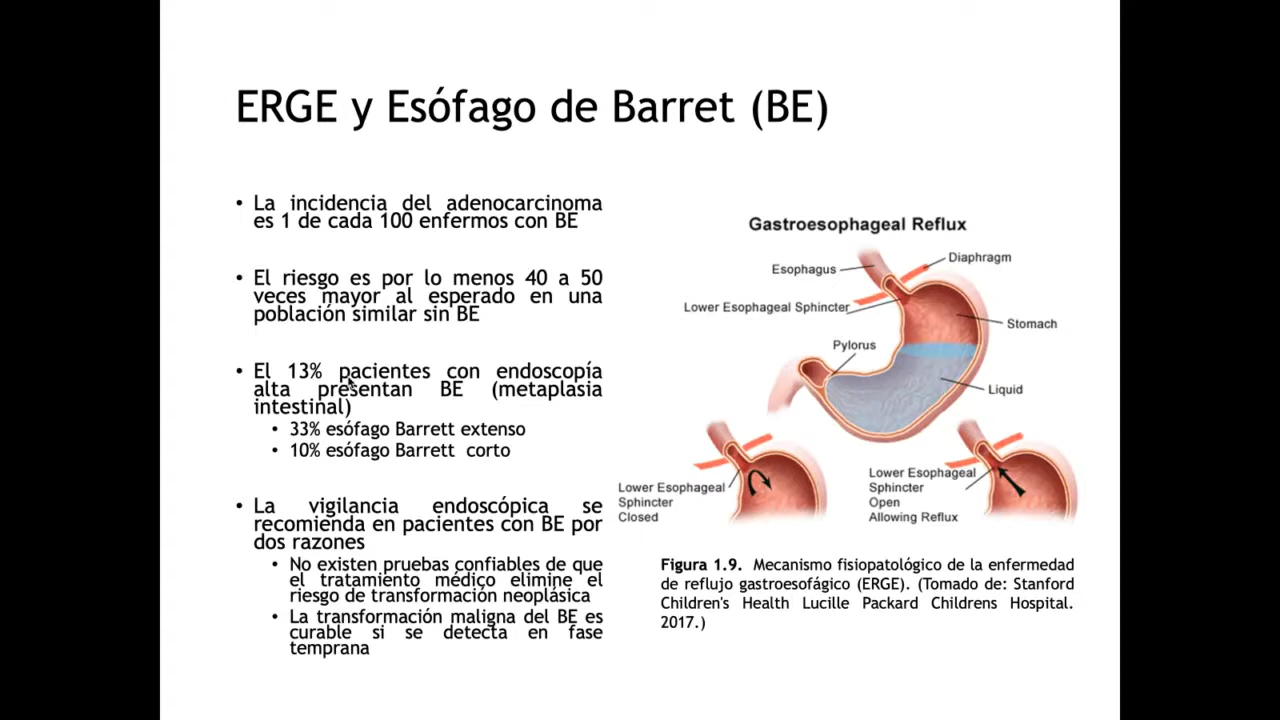 ERGE y Esófago de Barret (BE)
• La incidencia del adenocarcinoma
es 1 de cada 100 enfermos con BE
• El riesgo es por lo menos 40 a 50
veces mayor al esperado en una
población similar sin BE
• El 13% pacientes con endoscopía
alta presentan BE (metaplasia
intestinal)
• 33% esófago Barrett extenso
• 10% esófago Barrett corto
• La vigilancia endoscópica se
recomienda en pacientes con BE por
dos razones
• No existen pruebas confiables de que
el tratamiento médico elimine el
riesgo de transformación neoplásica
• La transformación maligna del BE es
curable si se detecta en fase
temprana
Gastroesophageal Reflux
Diaphragm
Esophagus
Lower Esophageal Sphincter
Stomach
Pylorus
Liquid
Lower Esophageal
Sphincter
Closed
Lower Esophageal
Sphincter
Open
Allowing Reflux
Figura 1.9. Mecanismo fisiopatológico de la enfermedad
de reflujo gastroesofágico (ERGE). (Tomado de: Stanford
Children's Health Lucille Packard Childrens Hospital.
2017.)